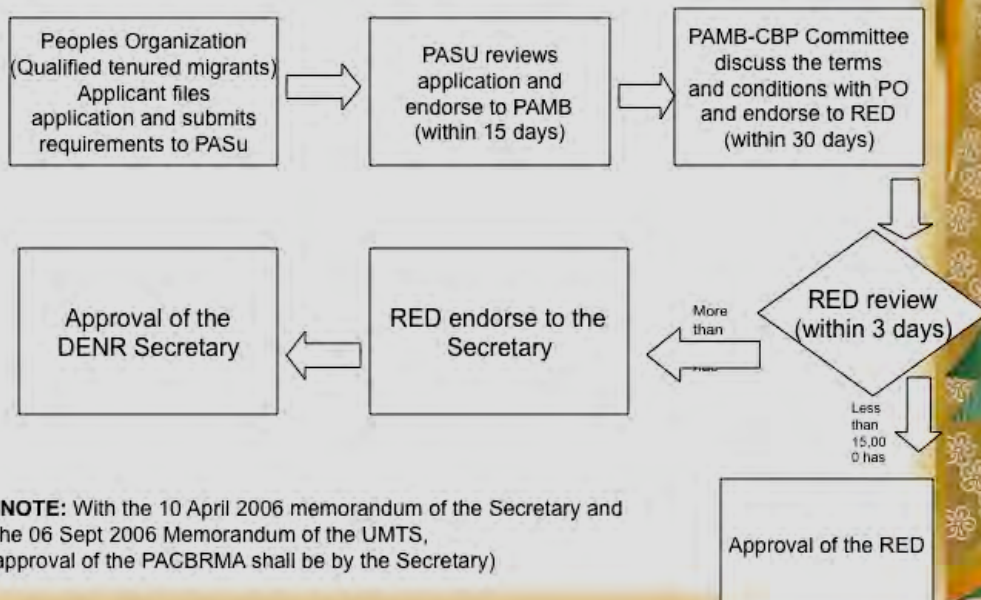 Peoples Organization
(Qualified tenured migrants)
Applicant files
application and submits
requirements to PASu
PASU reviews
application and
endorse to PAMB
(within 15 days)
PAMB-CBP Committee
discuss the terms
and conditions with PO
and endorse to RED
(within 30 days)
RED review
(within 3 days)
More
than
Less
than
15,00
0 has
RED endorse to the
Secretary
Approval of the
DENR Secretary
Approval of the RED
NOTE: With the 10 April 2006 memorandum of the Secretary and
he 06 Sept 2006 Memorandum of the UMTS,
approval of the PACBRMA shall be by the Secretary)